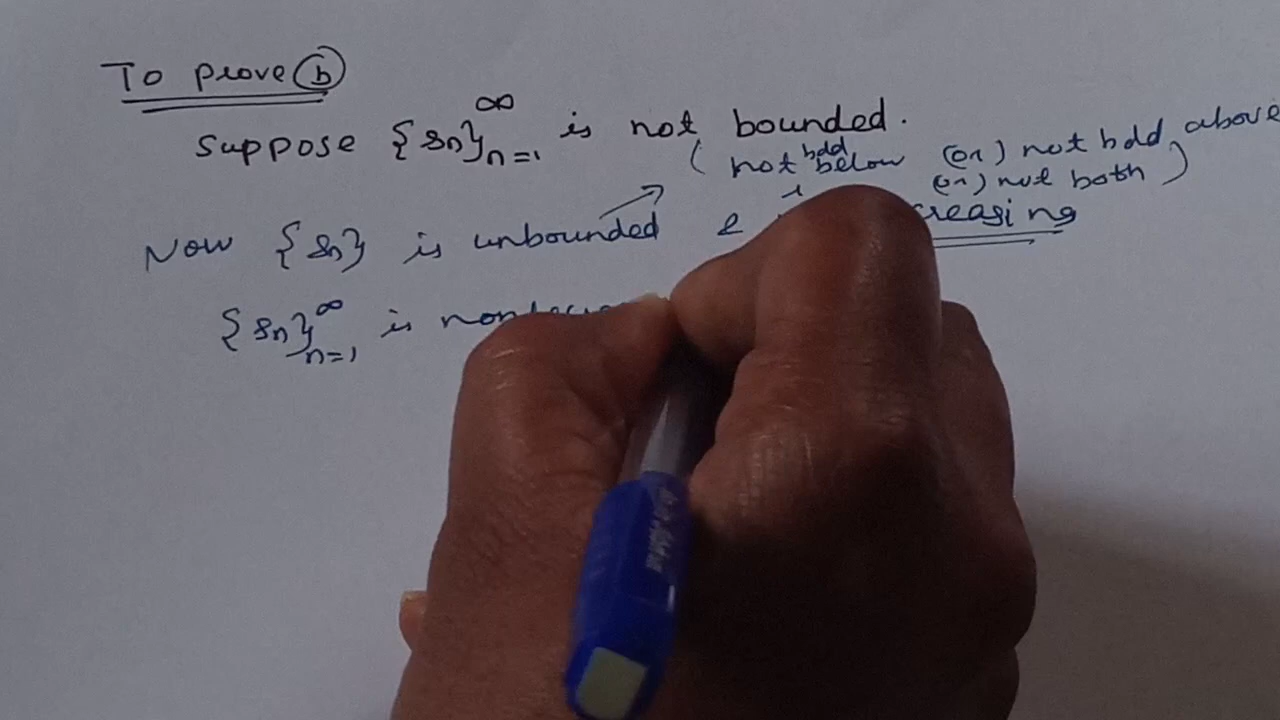 To prove (b)
suppose {sn}∞n=1 is not bounded.
( not bdd below (or) not bdd above
(or) not both )
Now {sn} is unbounded &
{sn}∞n=1 is